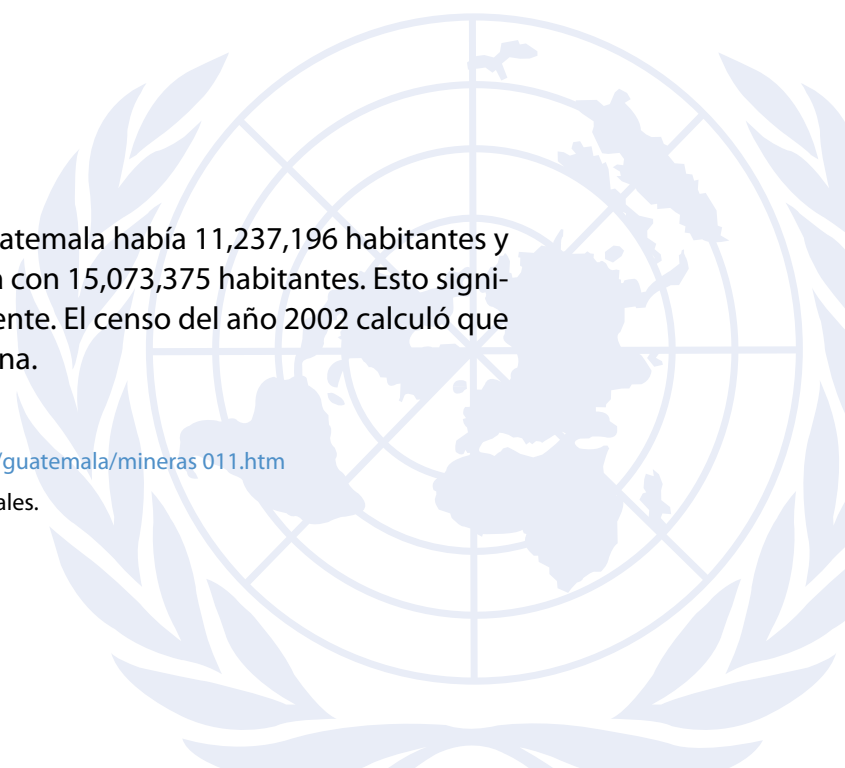 atemala había 11,237,196 habitantes y
con 15,073,375 habitantes. Esto signi-
ente. El censo del año 2002 calculó que
na.
/guatemala/mineras 011.htm
ales.